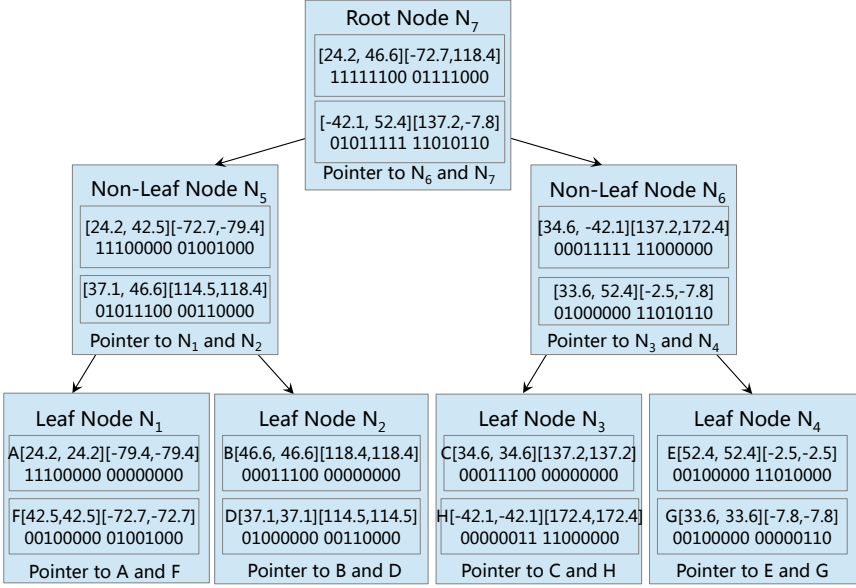 Root Node N7
[24.2, 46.6][-72.7,118.4]
11111100 01111000
[-42.1, 52.4][137.2,-7.8]
01011111 11010110
Pointer to N6 and N7
Non-Leaf Node N5
[24.2, 42.5][-72.7,-79.4]
11100000 01001000
[37.1, 46.6][114.5,118.4]
01011100 00110000
Pointer to N1 and N2
Non-Leaf Node N6
[34.6, -42.1][137.2,172.4]
00011111 11000000
[33.6, 52.4][-2.5,-7.8]
01000000 11010110
Pointer to N3 and N4
Leaf Node N1
A[24.2, 24.2][-79.4,-79.4]
11100000 00000000
F[42.5,42.5][-72.7,-72.7]
00100000 01001000
Pointer to A and F
Leaf Node N2
B[46.6, 46.6][118.4,118.4]
00011100 00000000
D[37.1,37.1][114.5,114.5]
01000000 00110000
Pointer to B and D
Leaf Node N3
C[34.6, 34.6][137.2,137.2]
00011100 00000000
H[-42.1,-42.1][172.4,172.4]
00000011 11000000
Pointer to C and H
Leaf Node N4
E[52.4, 52.4][-2.5,-2.5]
00100000 11010000
G[33.6, 33.6][-7.8,-7.8]
00100000 00000110
Pointer to E and G